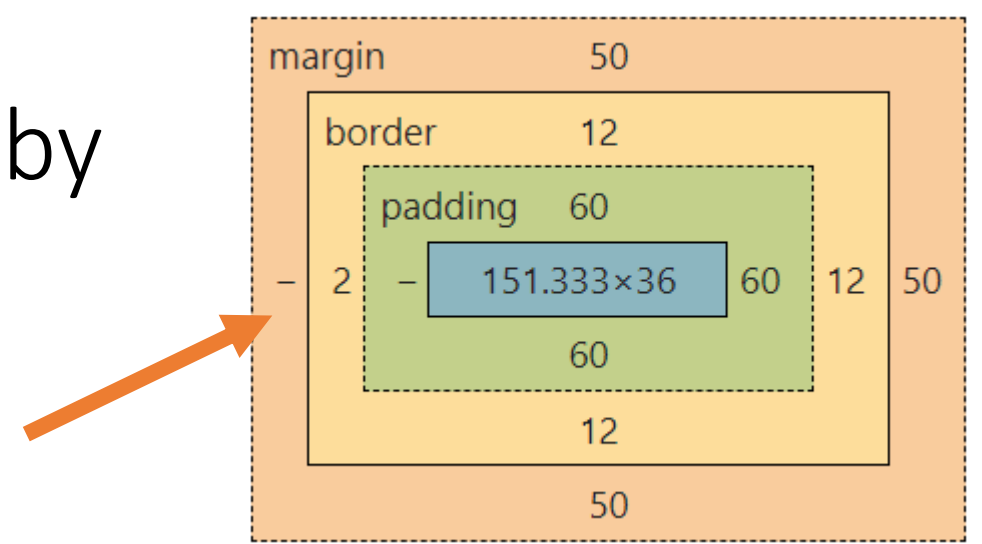 by
margin 50
border 12
padding 60
– 2 – 151.333×36 60 12 50
60
12
50